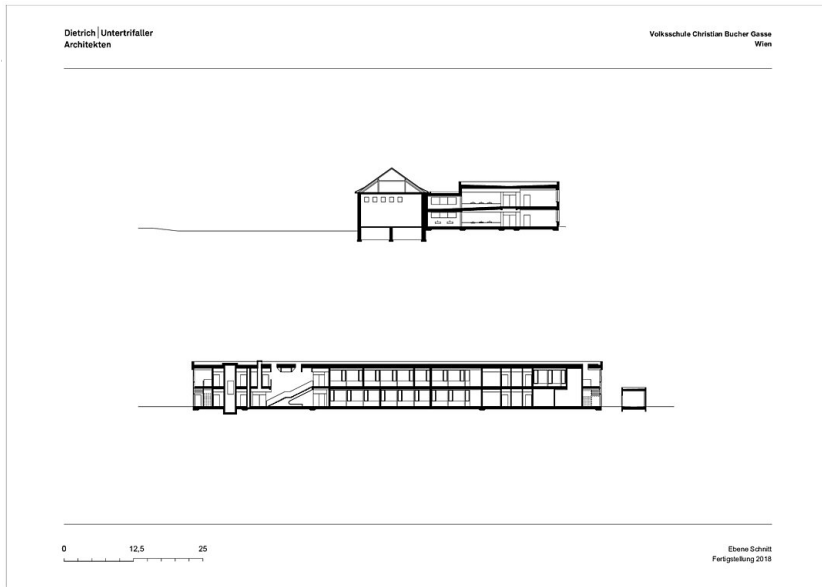 Dietrich | Untertrifaller
Architekten
Volksschule Christian Bucher Gasse
Wien
0 12,5 25
Ebene Schnitt
Fertigstellung 2018